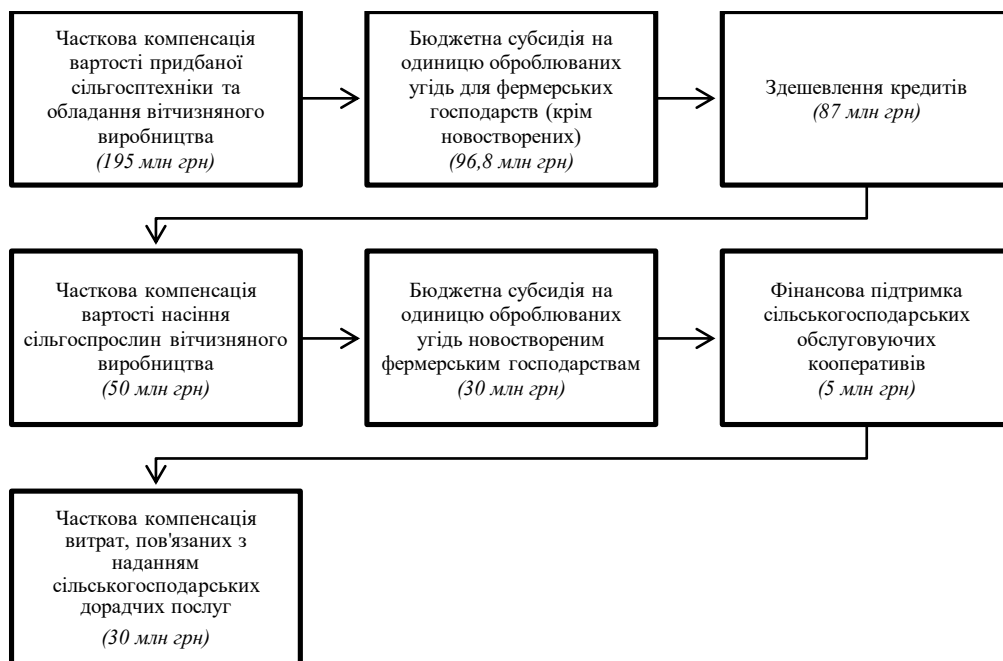 Часткова компенсація
вартості придбаної
сільгосптехніки та
обладання вітчизняного
виробництва
(195 млн грн)
Бюджетна субсидія на
одиницю оброблюваних
угідь для фермерських
господарств (крім
новостворених)
(96,8 млн грн)
Здешевлення кредитів
(87 млн грн)
Часткова компенсація
вартості насіння
сільгоспрослин вітчизняного
виробництва
(50 млн грн)
Бюджетна субсидія на
одиницю оброблюваних
угідь новоствореним
фермерським господарствам
(30 млн грн)
Фінансова підтримка
сільськогосподарських
обслуговуючих
кооперативів
(5 млн грн)
Часткова компенсація
витрат, пов'язаних з
наданням
сільськогосподарських
дорадчих послуг
(30 млн грн)